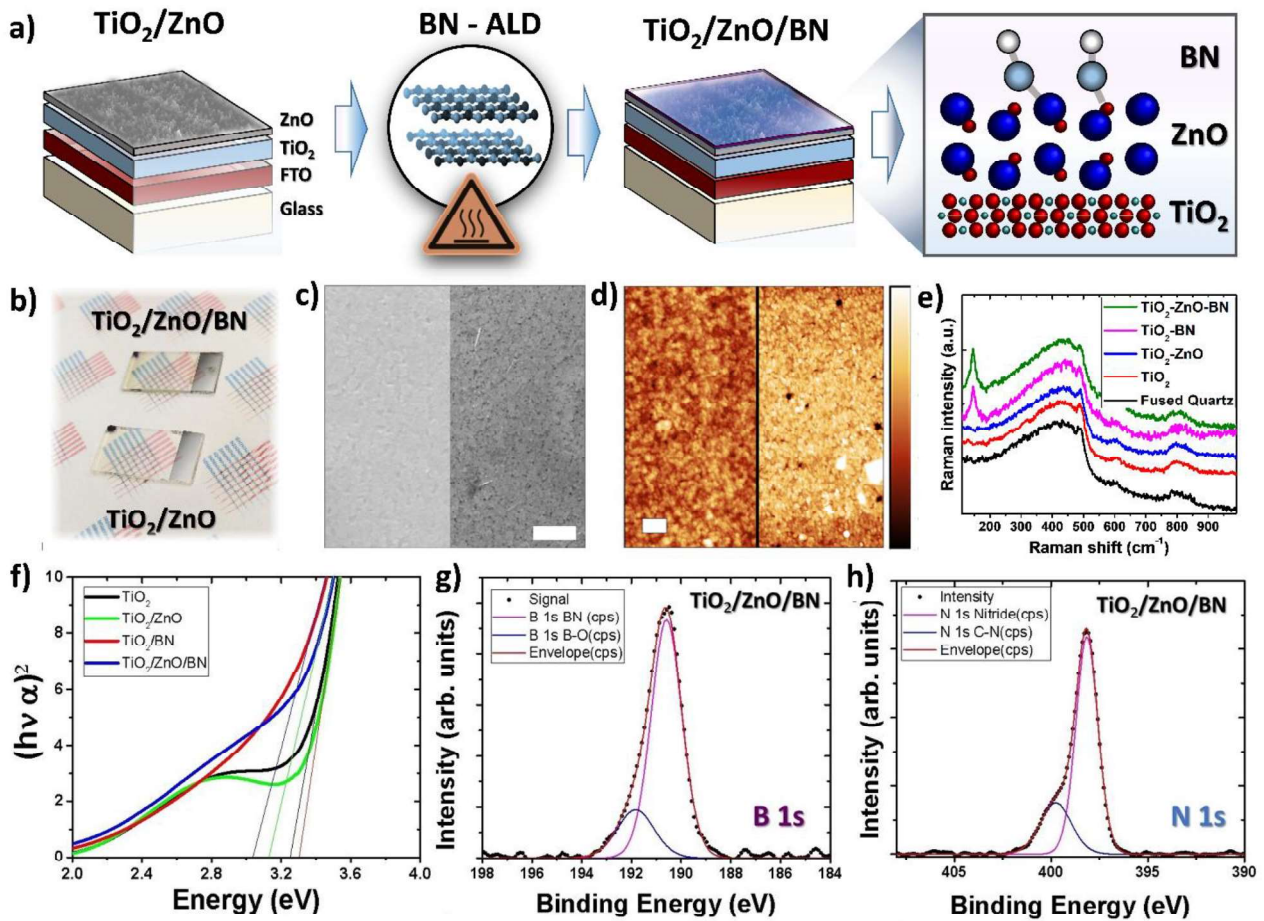 a)
TiO₂/ZnO
BN - ALD
TiO₂/ZnO/BN
ZnO
TiO₂
FTO
Glass
BN
ZnO
TiO₂
b)
TiO₂/ZnO/BN
TiO₂/ZnO
c)
d)
e)
Raman intensity (a.u.)
TiO₂-ZnO-BN
TiO₂-BN
TiO₂-ZnO
TiO₂
Fused Quartz
200 300 400 500 600 700 800 900
Raman shift (cm⁻¹)
f)
(hν α)²
10
8
6
4
2
0
TiO₂
TiO₂/ZnO
TiO₂/BN
TiO₂/ZnO/BN
2.0 2.4 2.8 3.2 3.6 4.0
Energy (eV)
g)
Intensity (arb. units)
Signal
B 1s BN (cps)
B 1s B-O(cps)
Envelope(cps)
TiO₂/ZnO/BN
B 1s
198 196 194 192 190 188 186 184
Binding Energy (eV)
h)
Intensity (arb. units)
Intensity
N 1s Nitride(cps)
N 1s C-N(cps)
Envelope(cps)
TiO₂/ZnO/BN
N 1s
405 400 395 390
Binding Energy (eV)